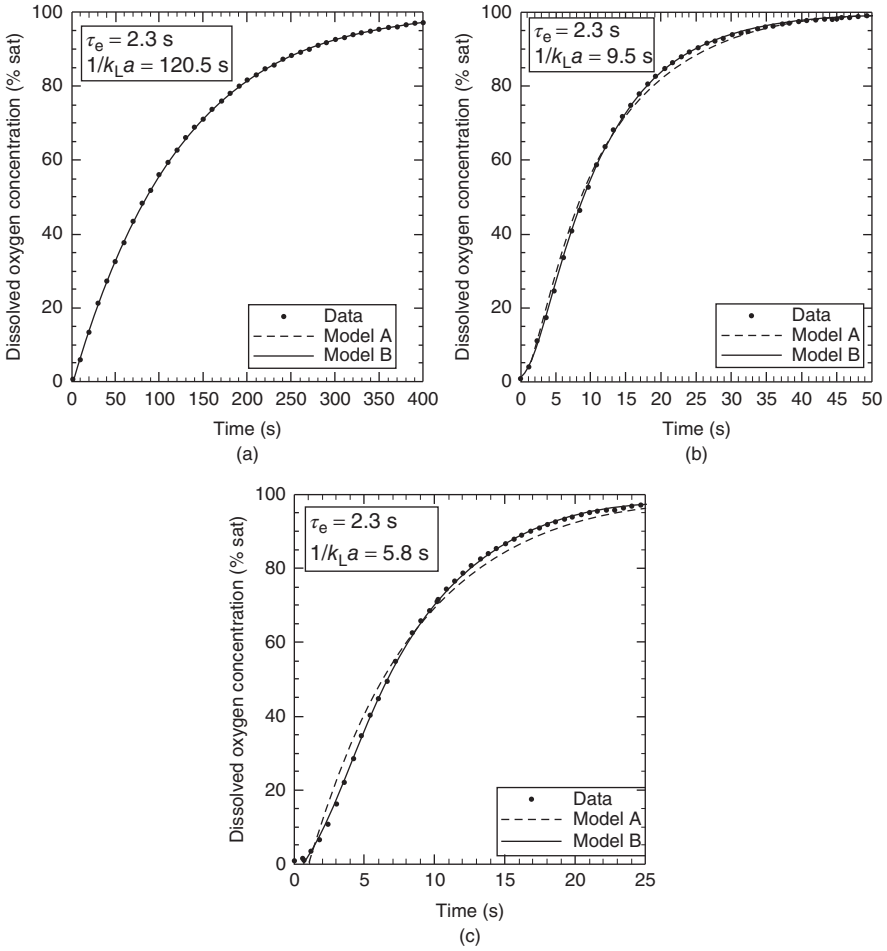 τe = 2.3 s
1/kLa = 120.5 s
Dissolved oxygen concentration (% sat)
100
80
60
40
20
0
Data
Model A
Model B
0 50 100 150 200 250 300 350 400
Time (s)
(a)
τe = 2.3 s
1/kLa = 9.5 s
Dissolved oxygen concentration (% sat)
100
80
60
40
20
0
Data
Model A
Model B
0 5 10 15 20 25 30 35 40 45 50
Time (s)
(b)
τe = 2.3 s
1/kLa = 5.8 s
Dissolved oxygen concentration (% sat)
100
80
60
40
20
0
Data
Model A
Model B
0 5 10 15 20 25
Time (s)
(c)